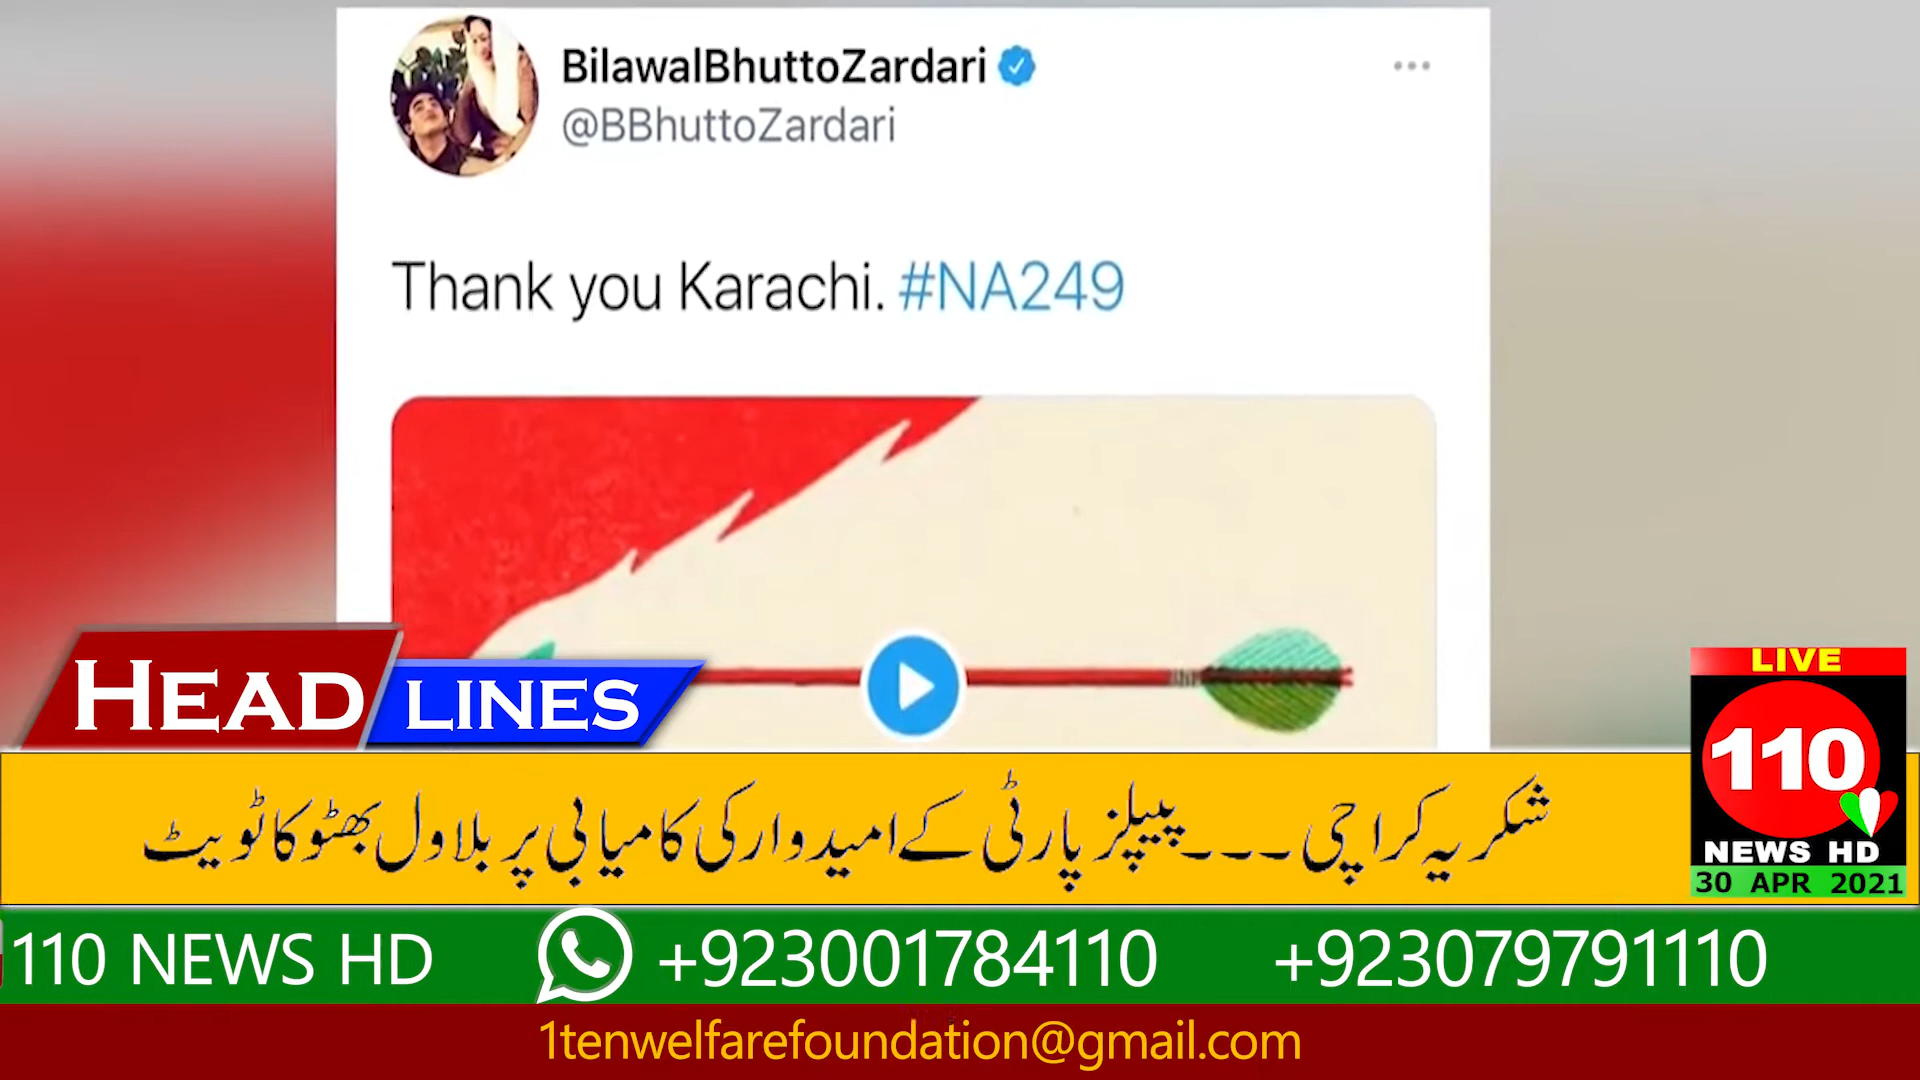 BilawalBhuttoZardari
@BBhuttoZardari
Thank you Karachi. #NA249
HEAD LINES
LIVE
110
NEWS HD
30 APR 2021
شکریہ کراچی ۔۔۔ پیپلز پارٹی کے امیدوار کی کامیابی پر بلاول بھٹو کا ٹویٹ
110 NEWS HD +923001784110 +923079791110
1tenwelfarefoundation@gmail.com